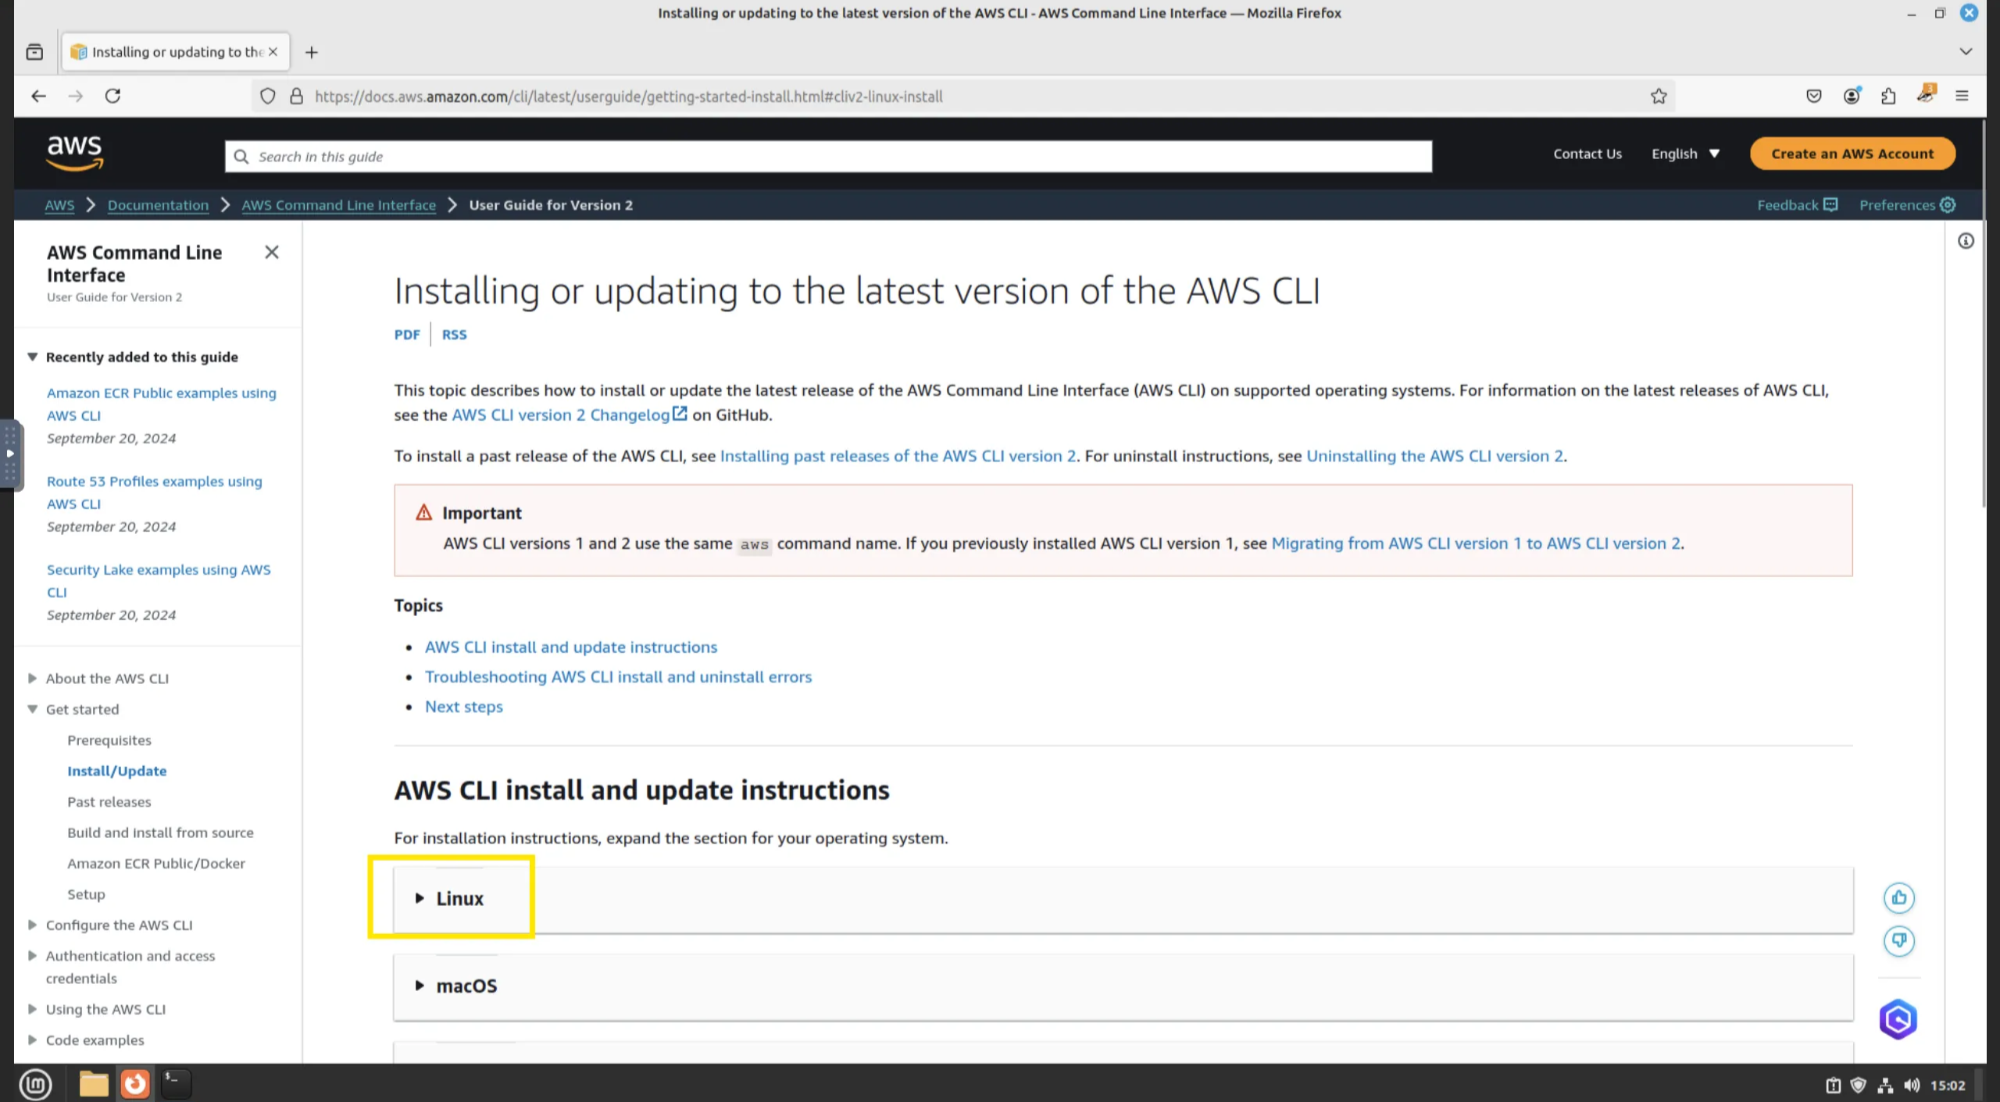 Installing or updating to the latest version of the AWS CLI - AWS Command Line Interface — Mozilla Firefox
Installing or updating to the
https://docs.aws.amazon.com/cli/latest/userguide/getting-started-install.html#cliv2-linux-install
aws
Search in this guide
Contact Us
English
Create an AWS Account
AWS
Documentation
AWS Command Line Interface
User Guide for Version 2
Feedback
Preferences
AWS Command Line
Interface
User Guide for Version 2
Recently added to this guide
Amazon ECR Public examples using
AWS CLI
September 20, 2024
Route 53 Profiles examples using
AWS CLI
September 20, 2024
Security Lake examples using AWS
CLI
September 20, 2024
About the AWS CLI
Get started
Prerequisites
Install/Update
Past releases
Build and install from source
Amazon ECR Public/Docker
Setup
Configure the AWS CLI
Authentication and access
credentials
Using the AWS CLI
Code examples
Installing or updating to the latest version of the AWS CLI
PDF
RSS
This topic describes how to install or update the latest release of the AWS Command Line Interface (AWS CLI) on supported operating systems. For information on the latest releases of AWS CLI,
see the AWS CLI version 2 Changelog on GitHub.
To install a past release of the AWS CLI, see Installing past releases of the AWS CLI version 2. For uninstall instructions, see Uninstalling the AWS CLI version 2.
Important
AWS CLI versions 1 and 2 use the same aws command name. If you previously installed AWS CLI version 1, see Migrating from AWS CLI version 1 to AWS CLI version 2.
Topics
• AWS CLI install and update instructions
• Troubleshooting AWS CLI install and uninstall errors
• Next steps
AWS CLI install and update instructions
For installation instructions, expand the section for your operating system.
Linux
macOS
15:02